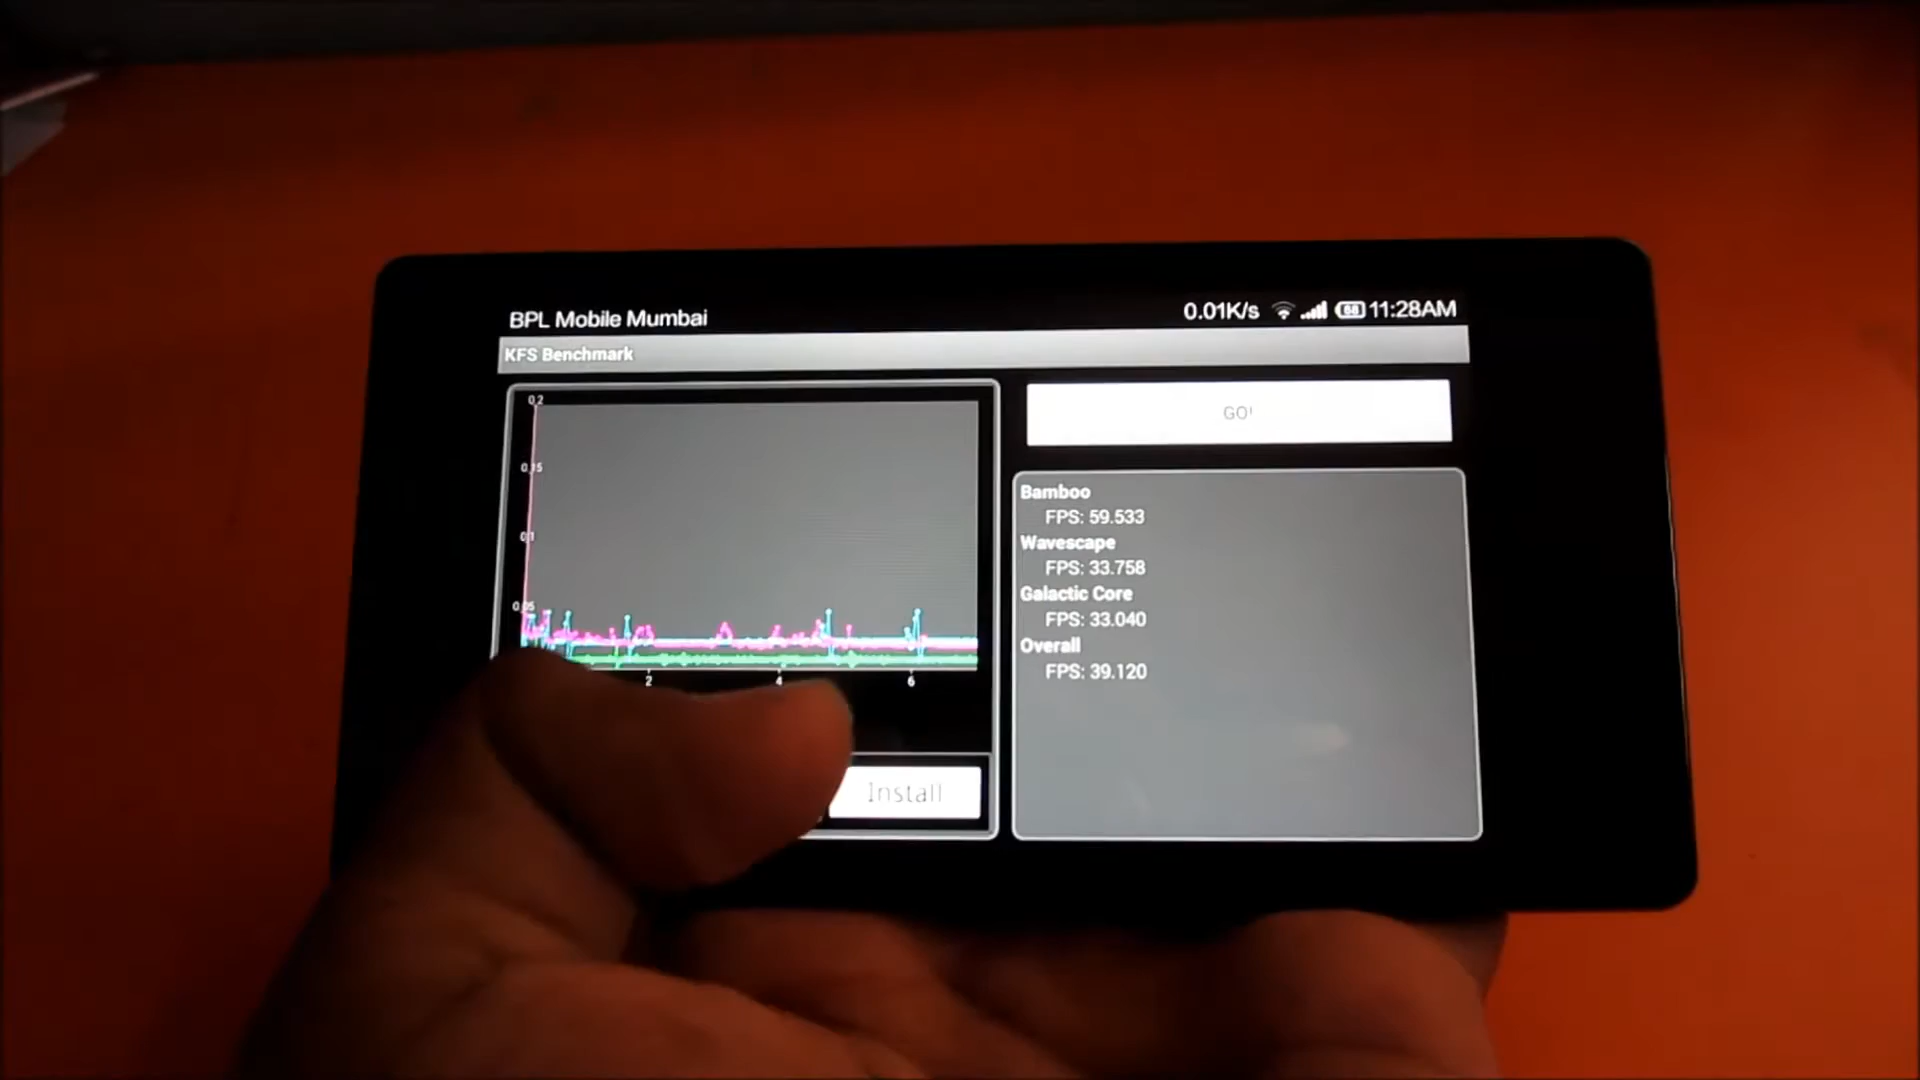 BPL Mobile Mumbai
0.01K/s 68 11:28AM
KFS Benchmark
0,2
0,15
0,1
0,05
2 4 6
Install
GO!
Bamboo
FPS: 59.533
Wavescape
FPS: 33.758
Galactic Core
FPS: 33.040
Overall
FPS: 39.120